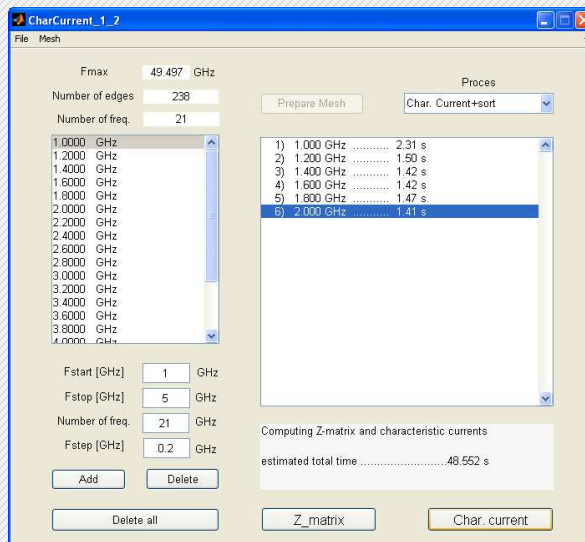 CharCurrent_1_2
File Mesh
Fmax 49.497 GHz
Number of edges 238
Number of freq. 21
1.0000 GHz
1.2000 GHz
1.4000 GHz
1.6000 GHz
1.8000 GHz
2.0000 GHz
2.2000 GHz
2.4000 GHz
2.6000 GHz
2.8000 GHz
3.0000 GHz
3.2000 GHz
3.4000 GHz
3.6000 GHz
3.8000 GHz
4.0000 GHz
Fstart [GHz] 1 GHz
Fstop [GHz] 5 GHz
Number of freq. 21 GHz
Fstep [GHz] 0.2 GHz
Add Delete
Delete all
Proces
Prepare Mesh Char. Current+sort
1) 1.000 GHz ........... 2.31 s
2) 1.200 GHz ........... 1.50 s
3) 1.400 GHz ........... 1.42 s
4) 1.600 GHz ........... 1.42 s
5) 1.800 GHz ........... 1.47 s
6) 2.000 GHz ........... 1.41 s
Computing Z-matrix and characteristic currents
estimated total time ..........................48.552 s
Z_matrix Char. current